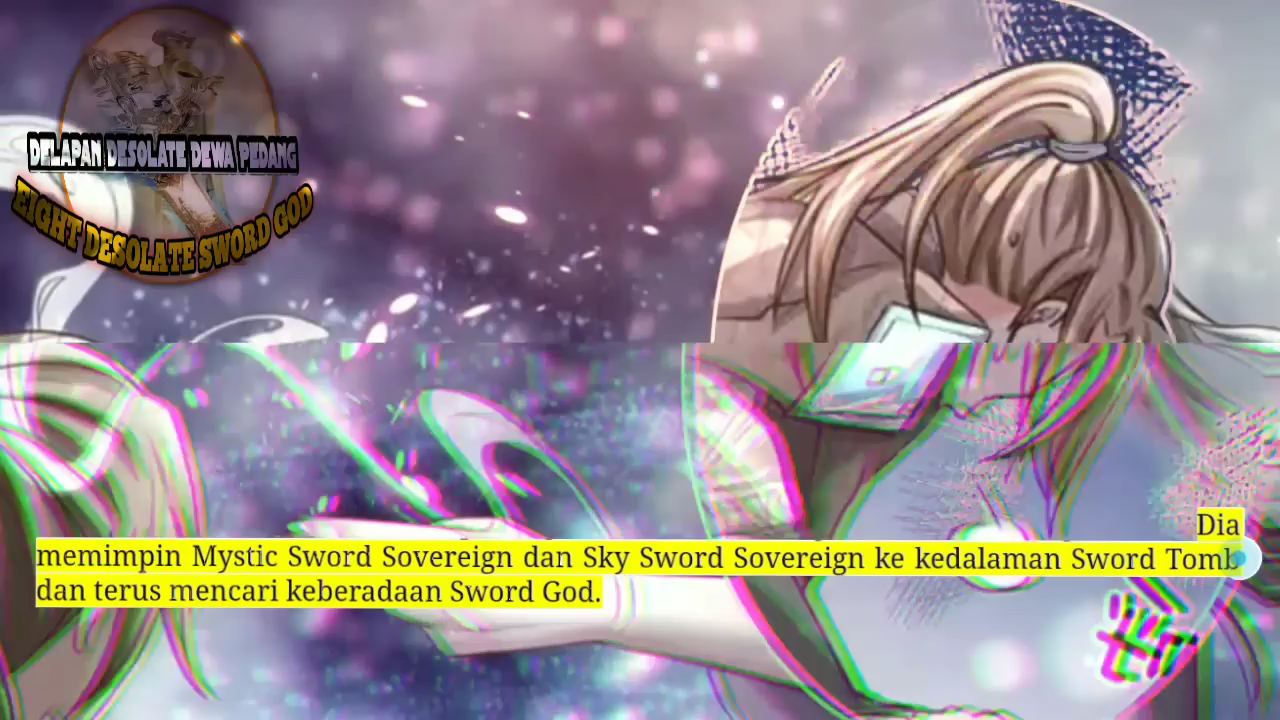 DELAPAN DESOLATE DEWA PEDANG
EIGHT DESOLATE SWORD GOD
Dia
memimpin Mystic Sword Sovereign dan Sky Sword Sovereign ke kedalaman Sword Tomb
dan terus mencari keberadaan Sword God.